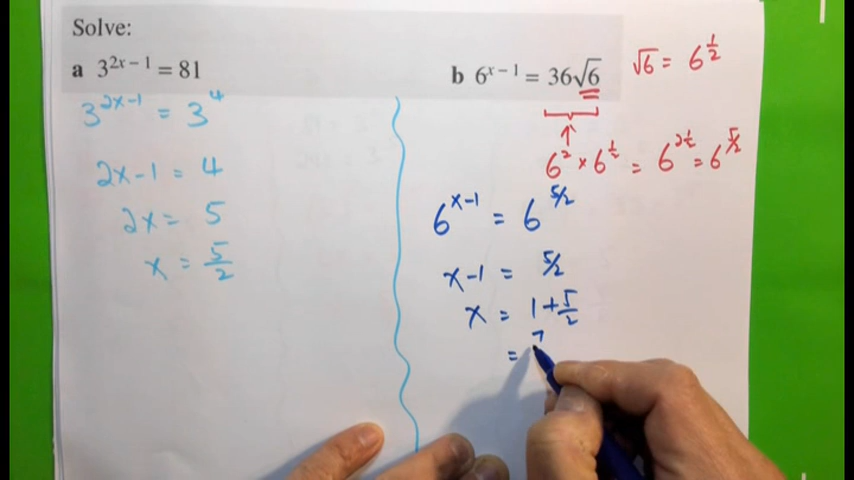 Solve:
a 3^{2x-1} = 81
3^{2x-1} = 3^4
2x-1 = 4
2x = 5
x = 5/2
b 6^{x-1} = 36√6
√6 = 6^{1/2}
6^2 × 6^{1/2} = 6^{2 1/2} = 6^{5/2}
6^{x-1} = 6^{5/2}
x-1 = 5/2
x = 1 + 5/2
= 7